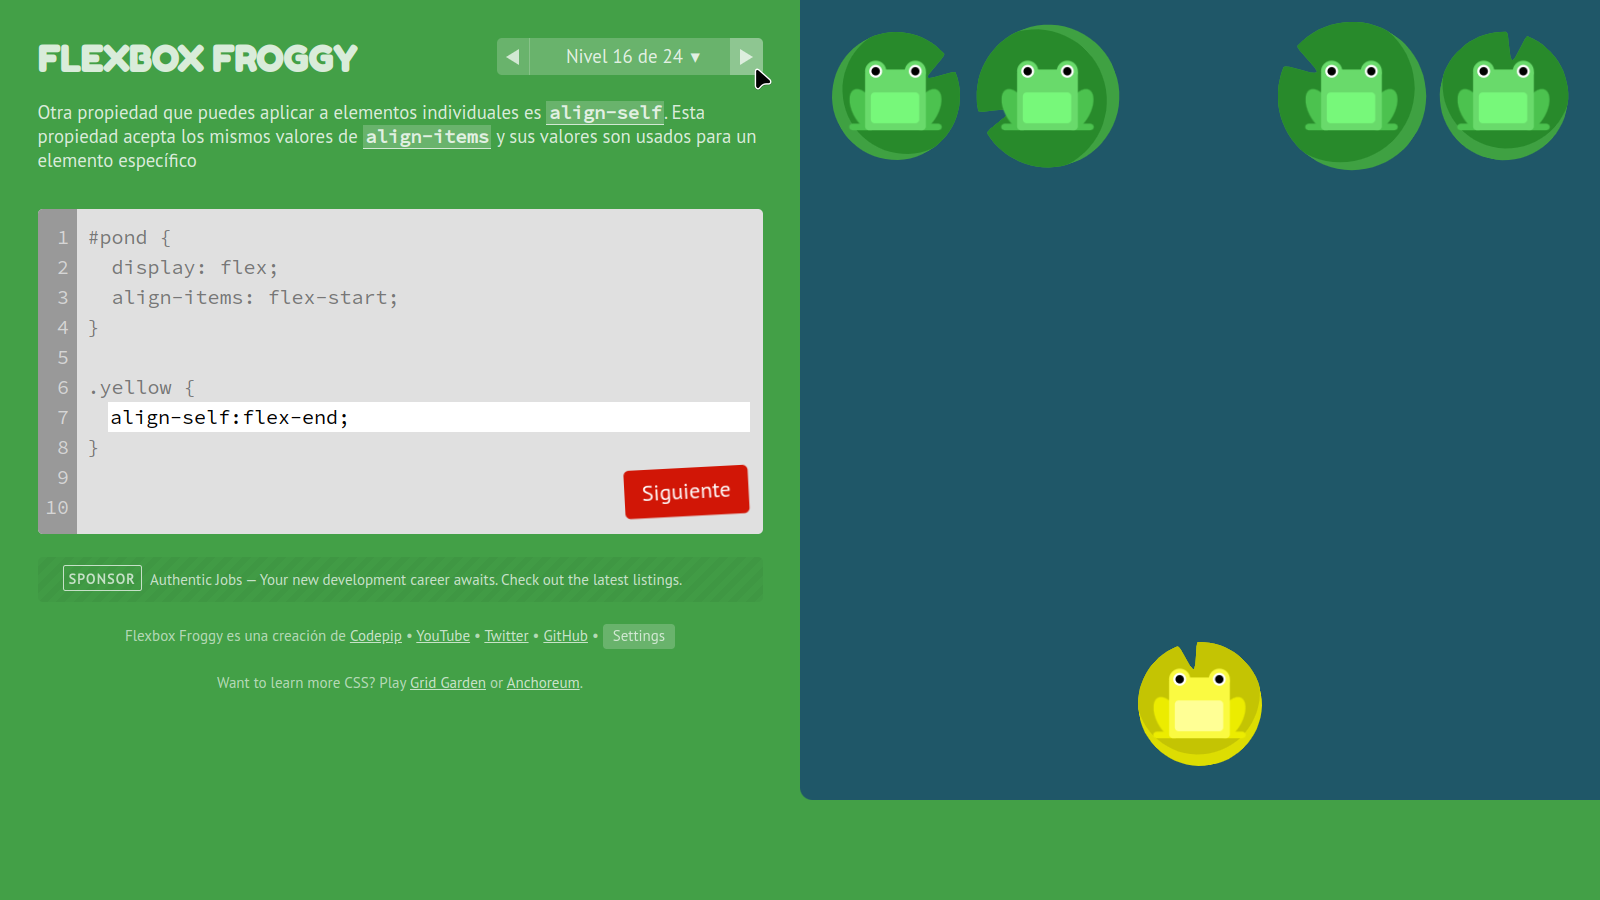 FLEXBOX FROGGY
Nivel 16 de 24 ▼
Otra propiedad que puedes aplicar a elementos individuales es align-self. Esta
propiedad acepta los mismos valores de align-items y sus valores son usados para un
elemento específico
1 #pond {
2 display: flex;
3 align-items: flex-start;
4 }
5
6 .yellow {
7 align-self:flex-end;
8 }
9
10
Siguiente
SPONSOR Authentic Jobs — Your new development career awaits. Check out the latest listings.
Flexbox Froggy es una creación de Codepip • YouTube • Twitter • GitHub • Settings
Want to learn more CSS? Play Grid Garden or Anchoreum.